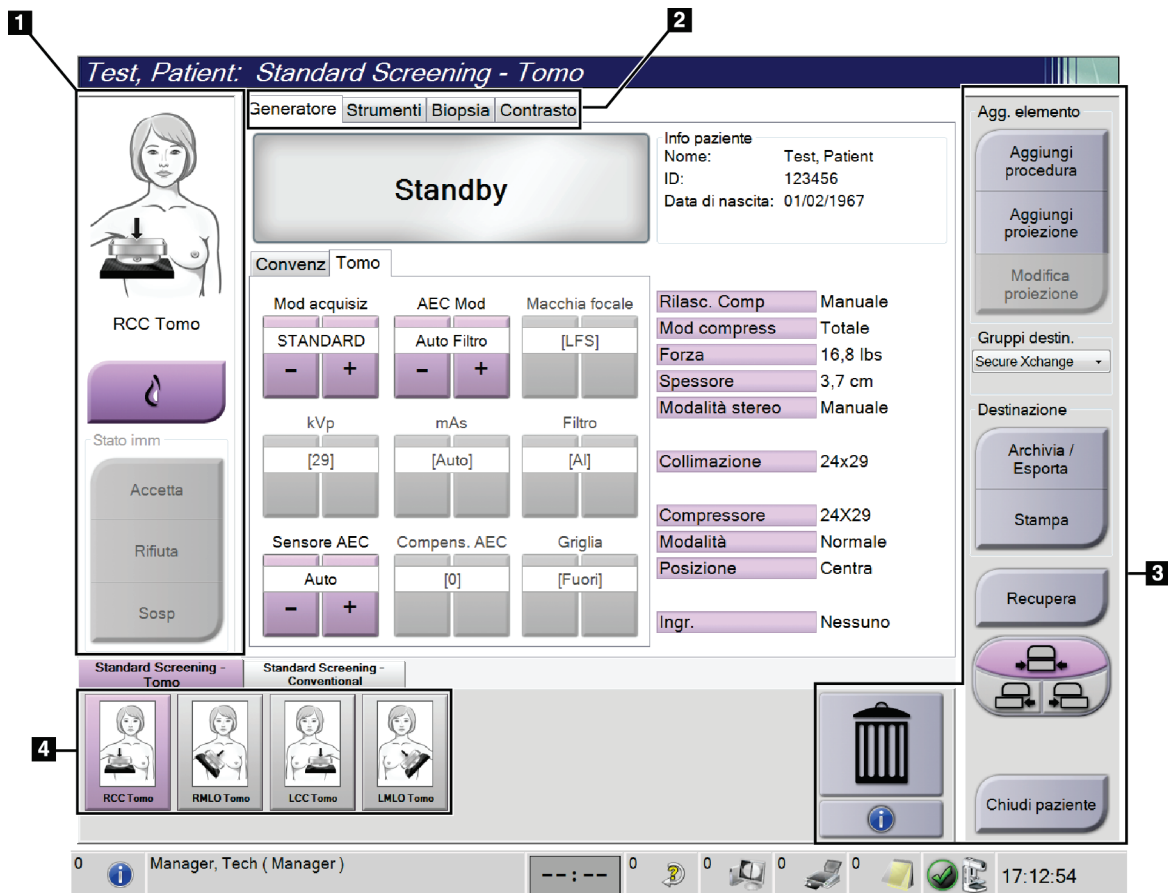 1
2
Test, Patient: Standard Screening - Tomo
Generatore Strumenti Biopsia Contrasto
Standby
Info paziente
Nome: Test, Patient
ID: 123456
Data di nascita: 01/02/1967
RCC Tomo
Stato imm
Accetta
Rifiuta
Sosp
Convenz Tomo
Mod acquisiz AEC Mod Macchia focale
STANDARD Auto Filtro [LFS]
- + - +
kVp mAs Filtro
[29] [Auto] [Al]
Sensore AEC Compens. AEC Griglia
Auto [0] [Fuori]
- +
Rilasc. Comp Manuale
Mod compress Totale
Forza 16,8 lbs
Spessore 3,7 cm
Modalità stereo Manuale
Collimazione 24x29
Compressore 24X29
Modalità Normale
Posizione Centra
Ingr. Nessuno
Agg. elemento
Aggiungi
procedura
Aggiungi
proiezione
Modifica
proiezione
Gruppi destin.
Secure Xchange
Destinazione
Archivia /
Esporta
Stampa
3
Recupera
Chiudi paziente
Standard Screening -
Tomo
Standard Screening -
Conventional
4
RCC Tomo RMLO Tomo LCC Tomo LMLO Tomo
i
0 i Manager, Tech ( Manager ) --:-- 0 ? 0 0 0 17:12:54